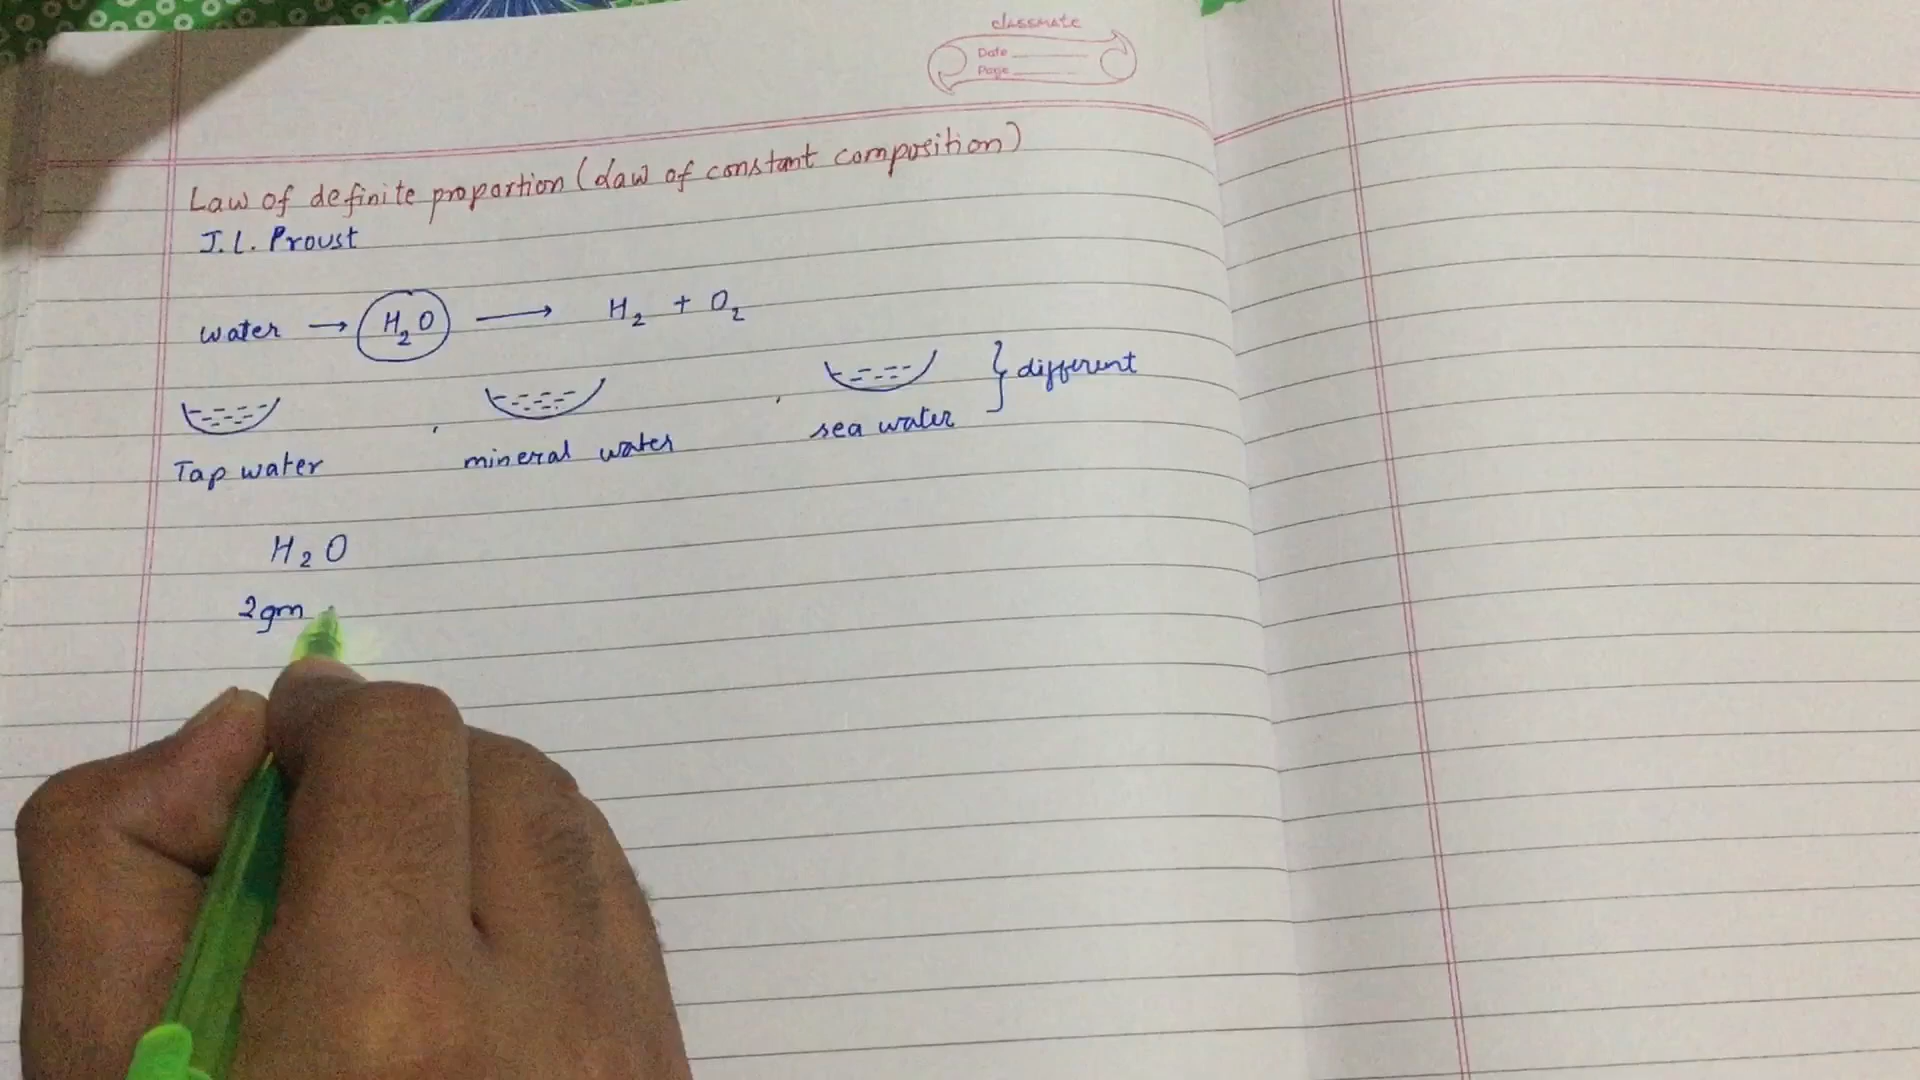 classmate
Date
Page
Law of definite proportion (Law of constant composition)
J.L. Proust
water → H₂O → H₂ + O₂
} different
Tap water , mineral water , sea water
H₂O
2gm